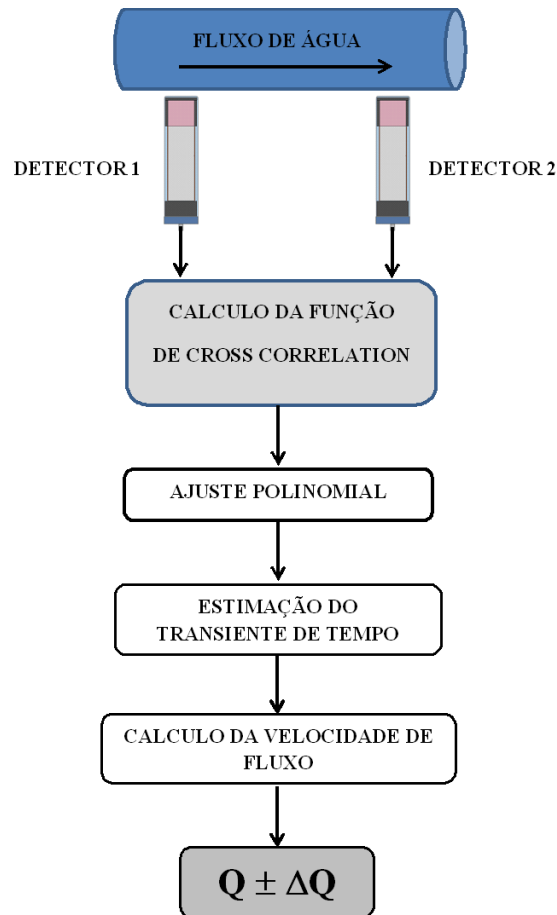 FLUXO DE ÁGUA
DETECTOR 1
DETECTOR 2
CALCULO DA FUNÇÃO
DE CROSS CORRELATION
AJUSTE POLINOMIAL
ESTIMAÇÃO DO
TRANSIENTE DE TEMPO
CALCULO DA VELOCIDADE DE
FLUXO
Q ± ΔQ